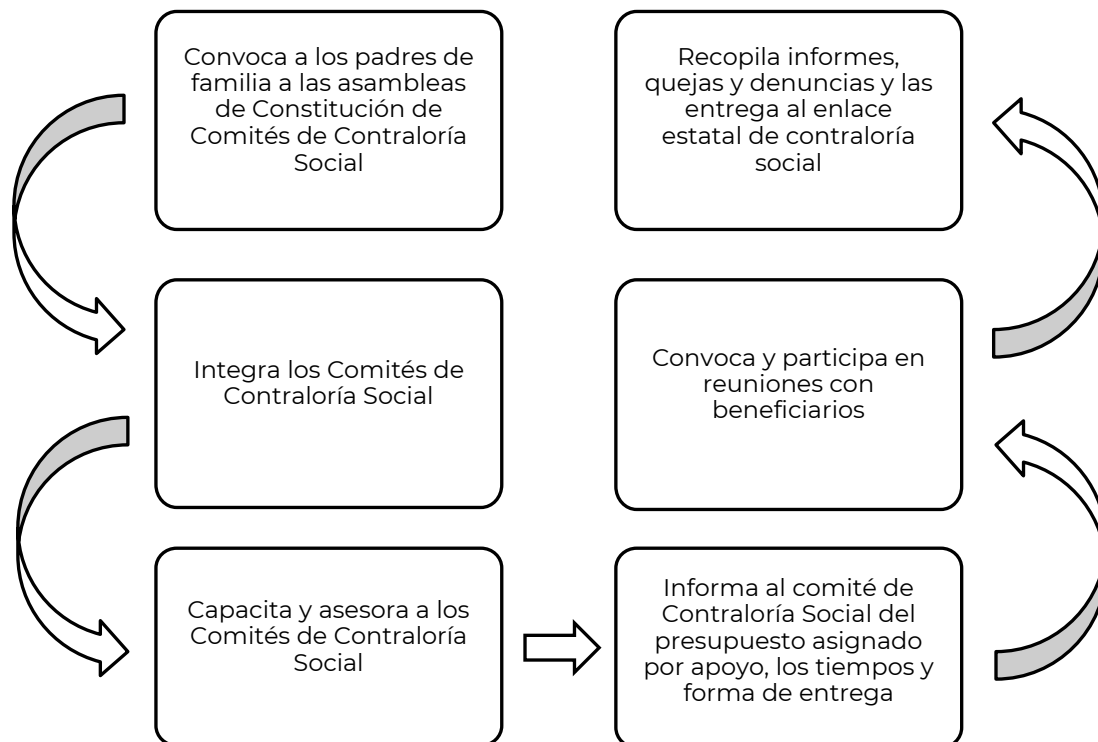 Convoca a los padres de
familia a las asambleas
de Constitución de
Comités de Contraloría
Social
Integra los Comités de
Contraloría Social
Capacita y asesora a los
Comités de Contraloría
Social
Informa al comité de
Contraloría Social del
presupuesto asignado
por apoyo, los tiempos y
forma de entrega
Convoca y participa en
reuniones con
beneficiarios
Recopila informes,
quejas y denuncias y las
entrega al enlace
estatal de contraloría
social